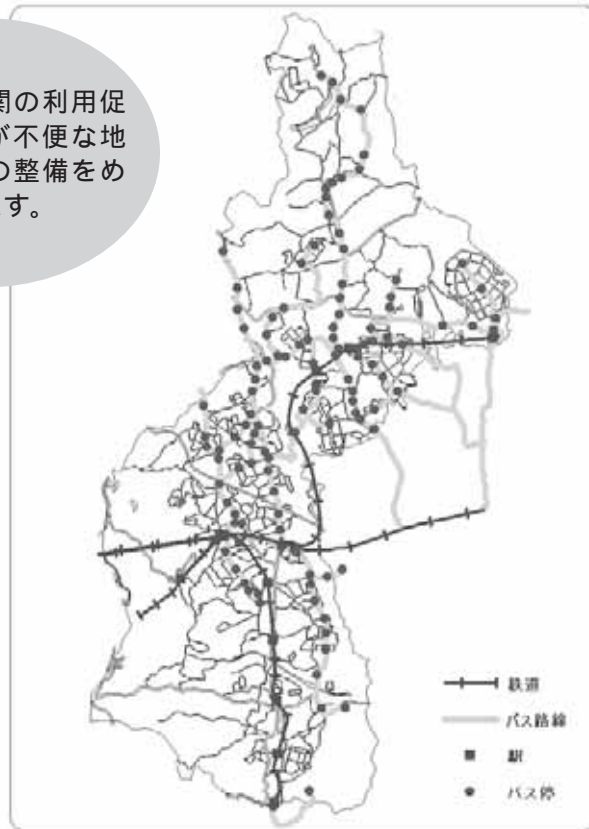 関の利用促
が不便な地
の整備をめ
す。
鉄道
バス路線
駅
バス停